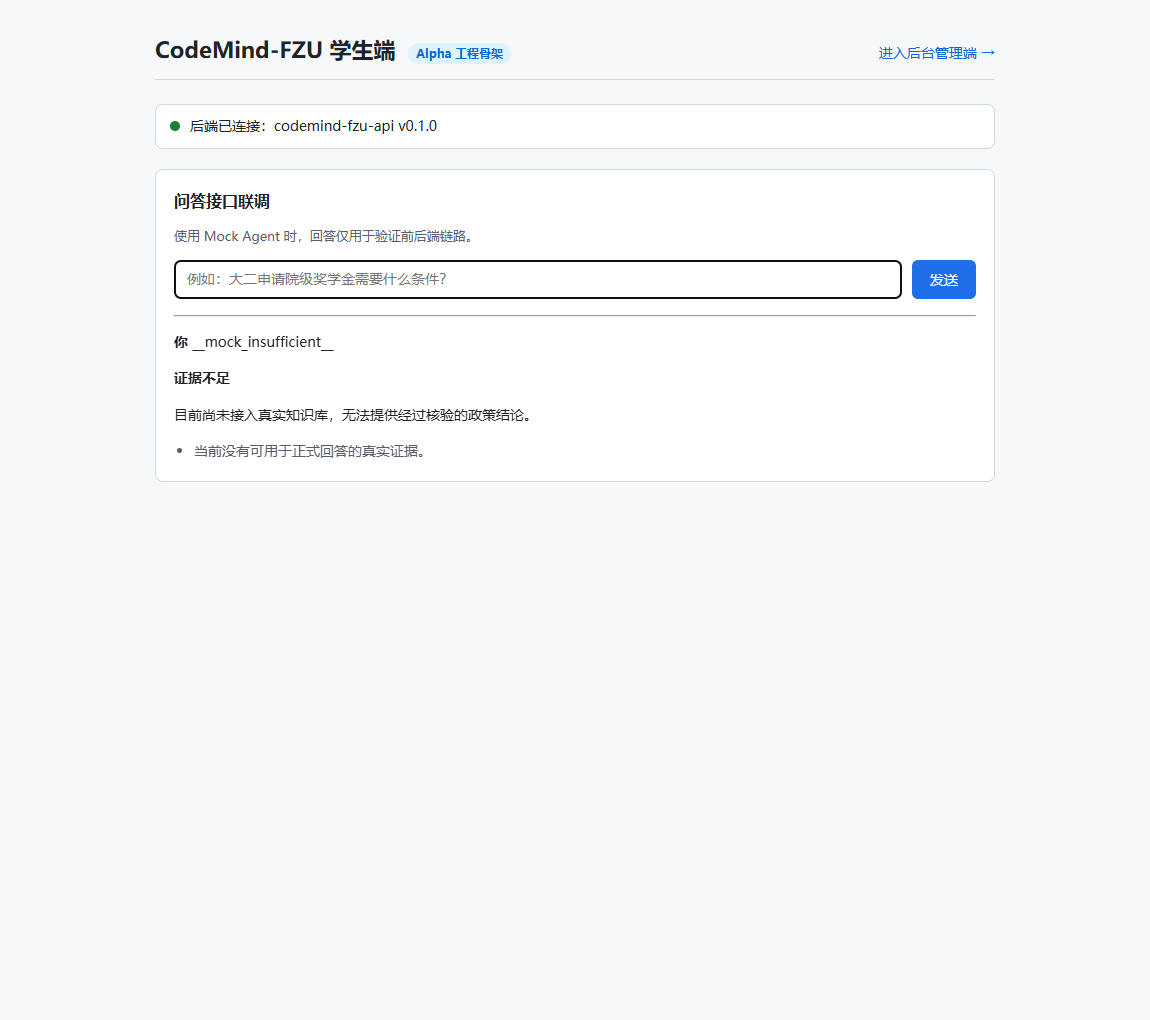 CodeMind-FZU 学生端 Alpha 工程骨架 进入后台管理端 →
后端已连接：codemind-fzu-api v0.1.0
问答接口联调
使用 Mock Agent 时，回答仅用于验证前后端链路。
例如：大二申请院级奖学金需要什么条件？ 发送
你 __mock_insufficient__
证据不足
目前尚未接入真实知识库，无法提供经过核验的政策结论。
• 当前没有可用于正式回答的真实证据。